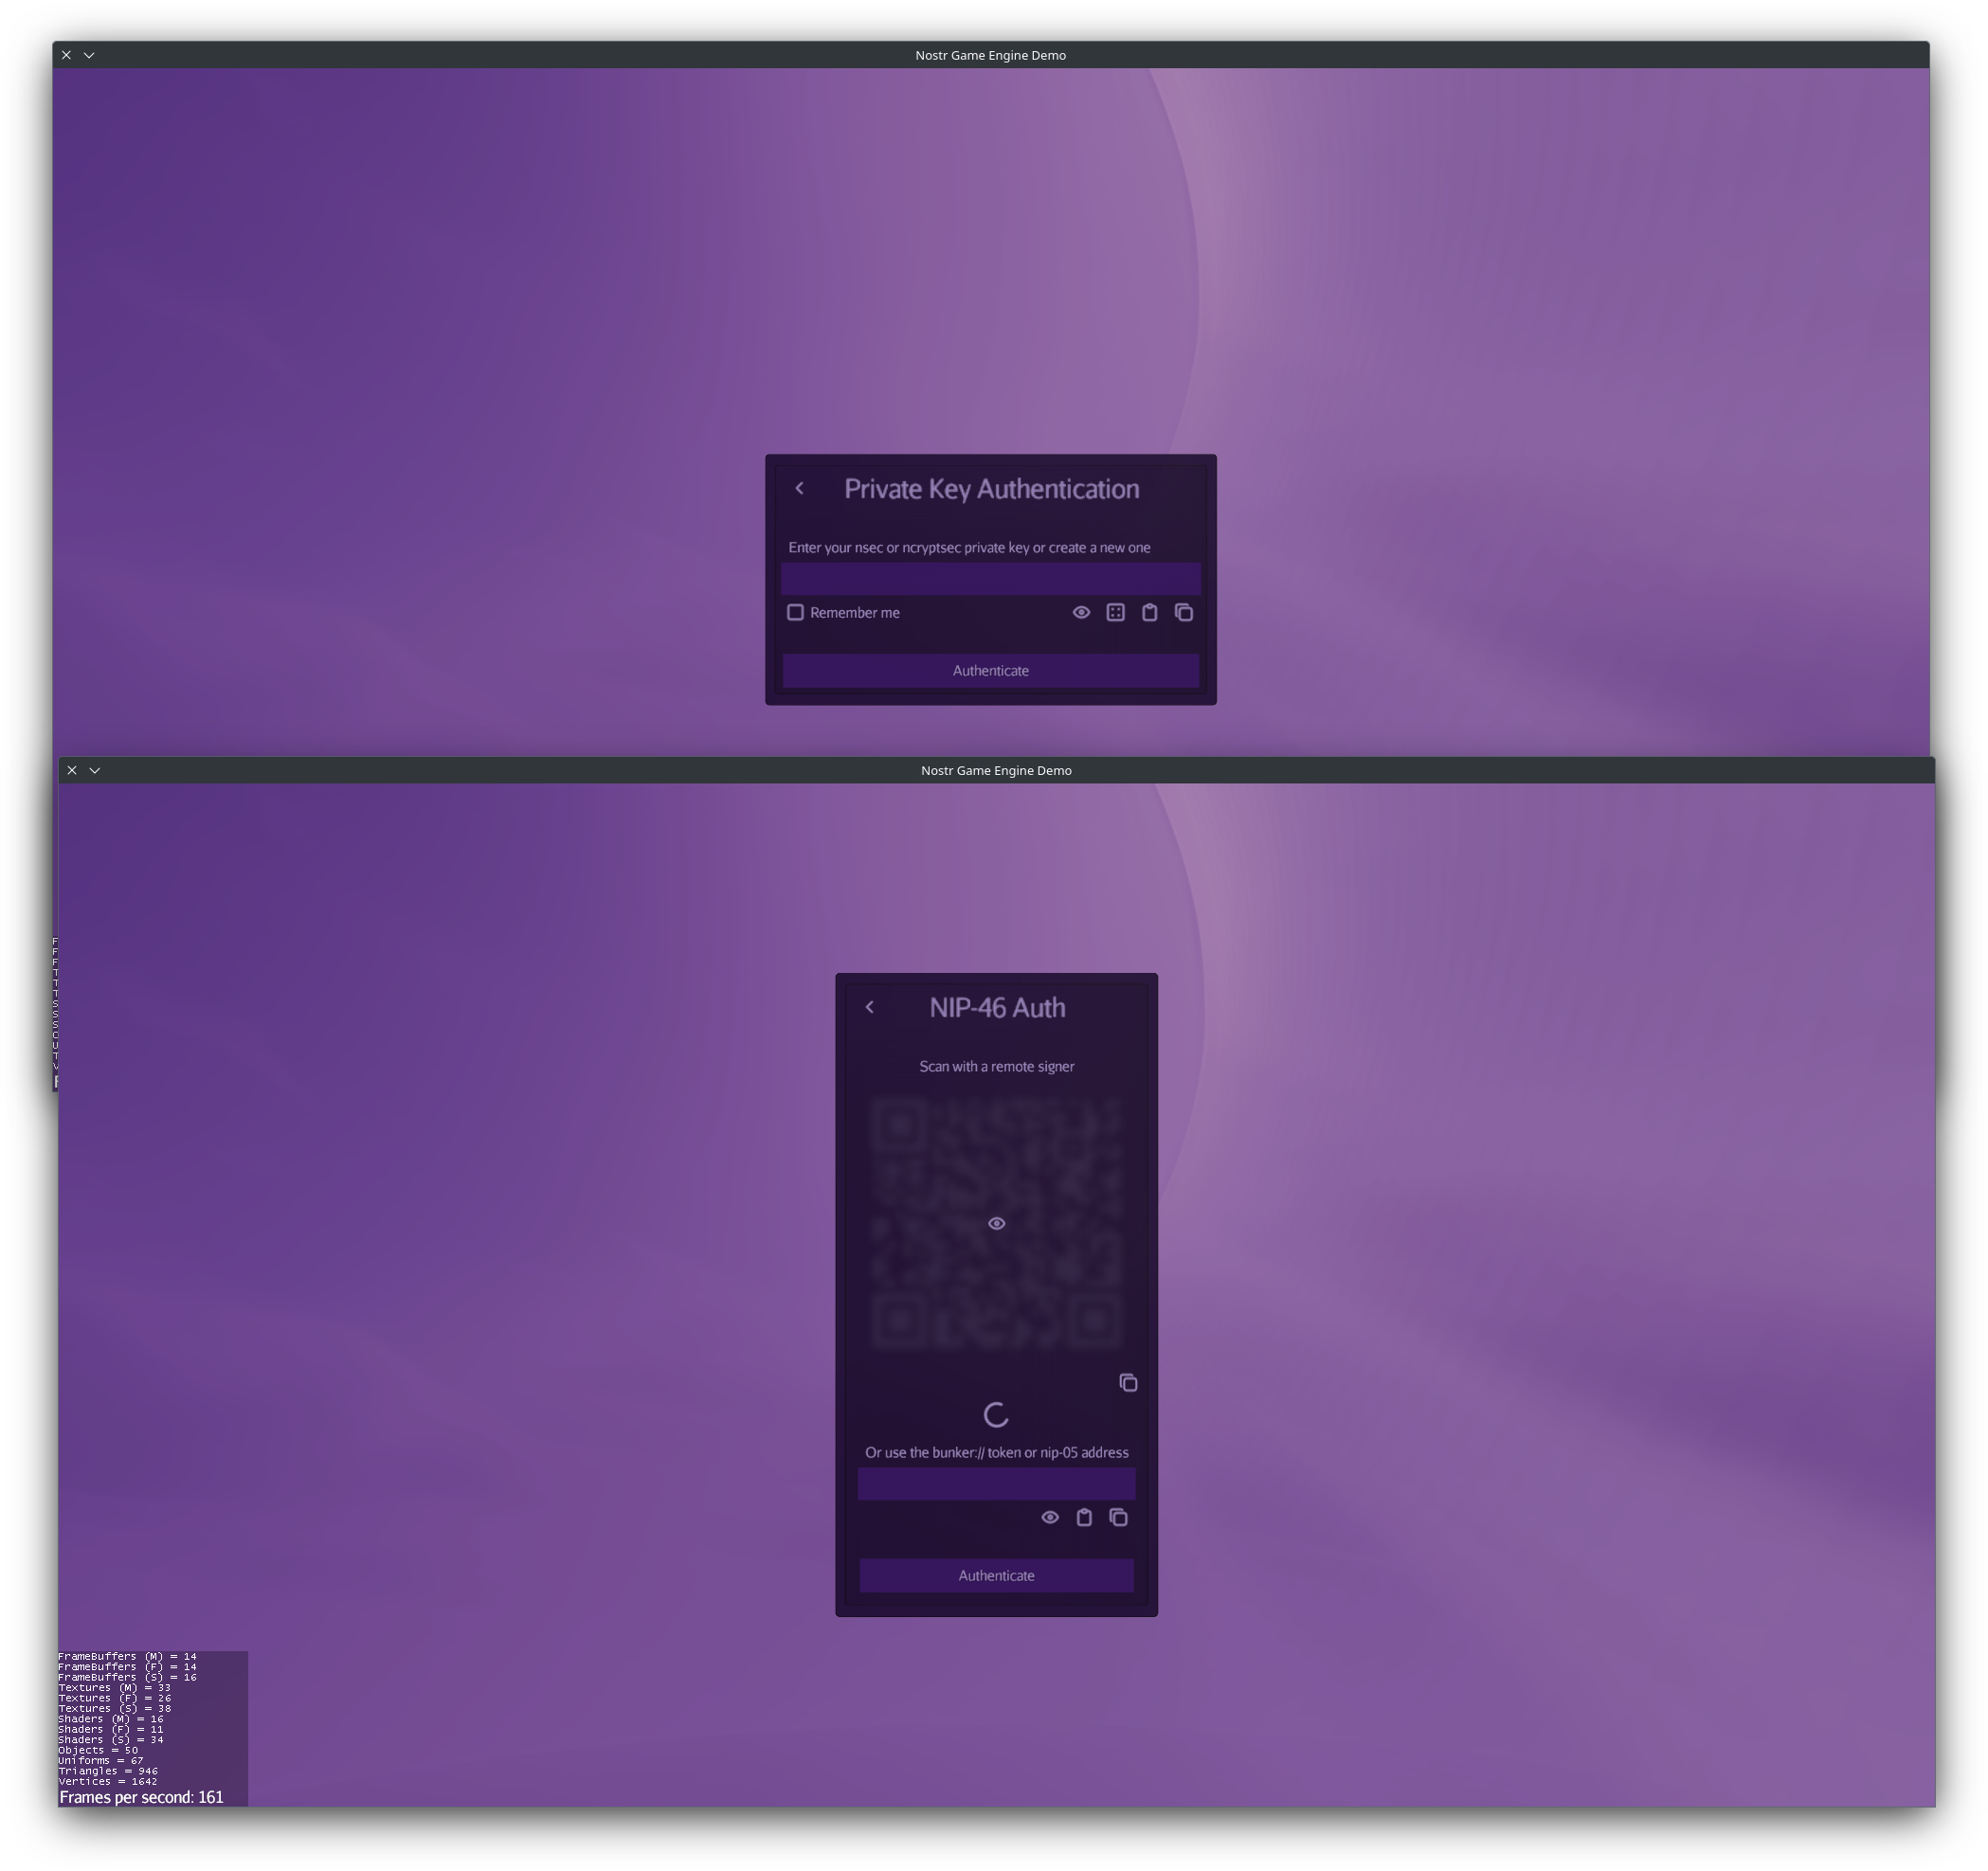 Nostr Game Engine Demo
Private Key Authentication
Enter your nsec or ncryptsec private key or create a new one
Remember me
Authenticate
Nostr Game Engine Demo
F
F
F
T
T
T
S
S
S
O
U
T
V
F
NIP-46 Auth
Scan with a remote signer
Or use the bunker:// token or nip-05 address
Authenticate
FrameBuffers (M) = 14
FrameBuffers (F) = 14
FrameBuffers (S) = 16
Textures (M) = 33
Textures (F) = 26
Textures (S) = 38
Shaders (M) = 16
Shaders (F) = 11
Shaders (S) = 34
Objects = 50
Uniforms = 67
Triangles = 946
Vertices = 1642
Frames per second: 161